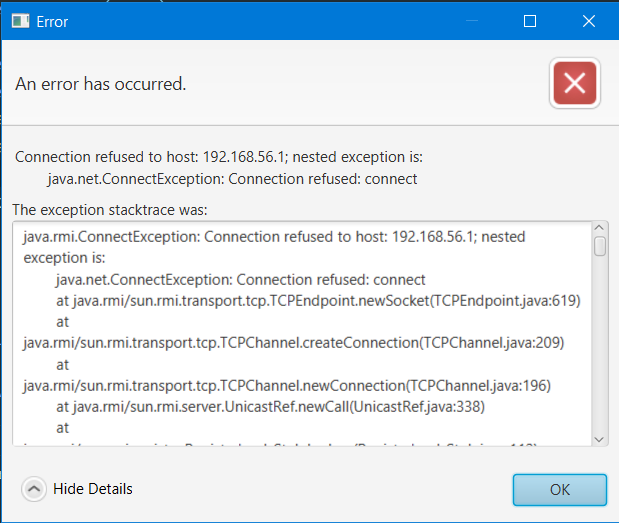 Error
An error has occurred.
Connection refused to host: 192.168.56.1; nested exception is:
java.net.ConnectException: Connection refused: connect
The exception stacktrace was:
java.rmi.ConnectException: Connection refused to host: 192.168.56.1; nested
exception is:
java.net.ConnectException: Connection refused: connect
at java.rmi/sun.rmi.transport.tcp.TCPEndpoint.newSocket(TCPEndpoint.java:619)
at
java.rmi/sun.rmi.transport.tcp.TCPChannel.createConnection(TCPChannel.java:209)
at
java.rmi/sun.rmi.transport.tcp.TCPChannel.newConnection(TCPChannel.java:196)
at java.rmi/sun.rmi.server.UnicastRef.newCall(UnicastRef.java:338)
at
Hide Details
OK